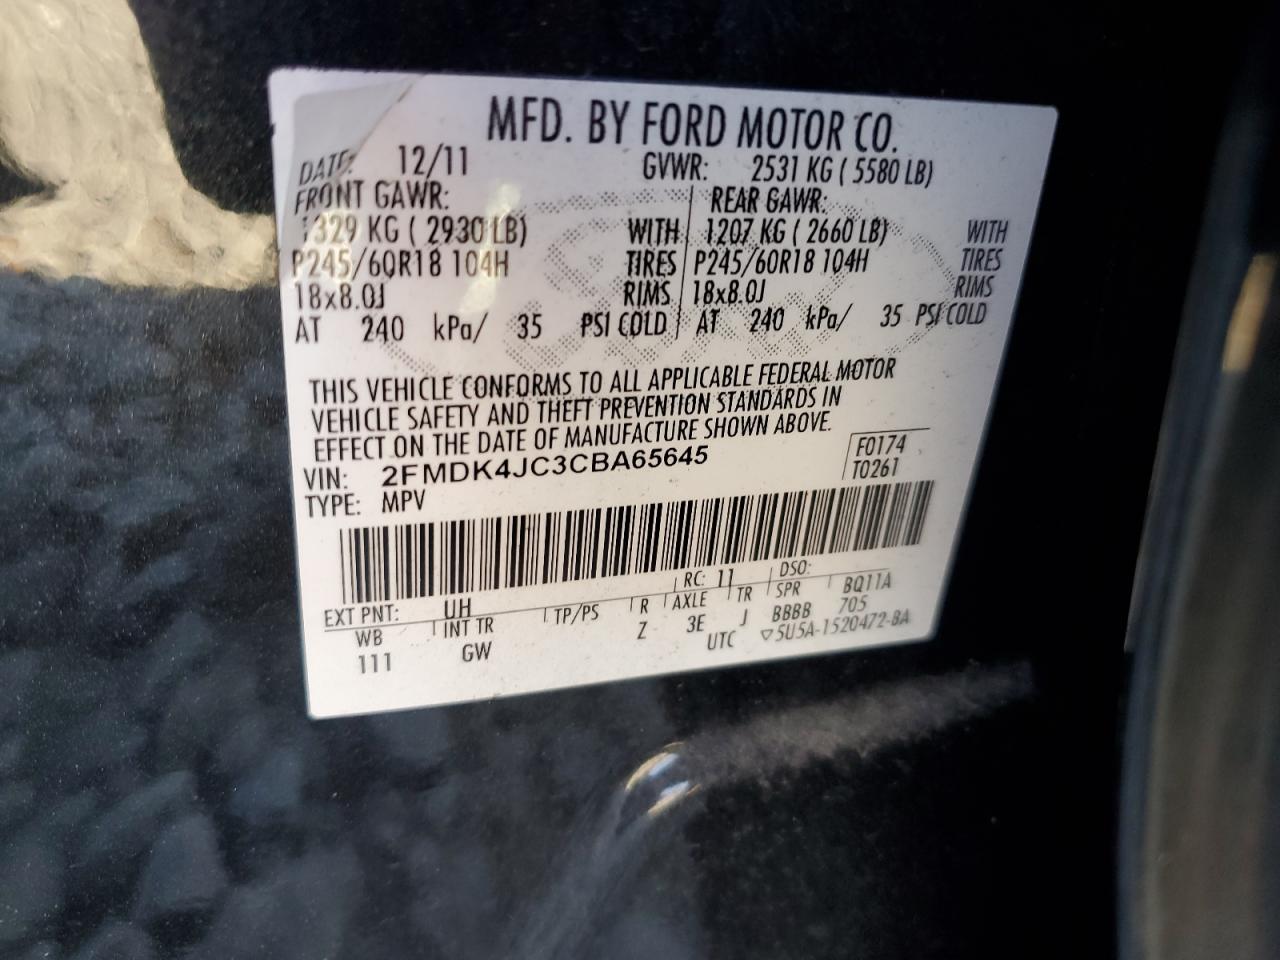 MFD. BY FORD MOTOR CO.
DATE: 12/11 GVWR: 2531 KG ( 5580 LB)
FRONT GAWR: REAR GAWR:
1329 KG ( 2930 LB) WITH 1207 KG ( 2660 LB) WITH
P245/60R18 104H TIRES P245/60R18 104H TIRES
18x8.0J RIMS 18x8.0J RIMS
AT 240 kPa/ 35 PSI COLD AT 240 kPa/ 35 PSI COLD
THIS VEHICLE CONFORMS TO ALL APPLICABLE FEDERAL MOTOR
VEHICLE SAFETY AND THEFT PREVENTION STANDARDS IN
EFFECT ON THE DATE OF MANUFACTURE SHOWN ABOVE.
VIN: 2FMDK4JC3CBA65645 F0174
TYPE: MPV T0261
EXT PNT: UH RC: 11 DSO:
WB INT TR TP/PS R AXLE TR SPR BQ11A
111 GW Z 3E J BBBB 705
UTC ▽5U5A-1520472-BA